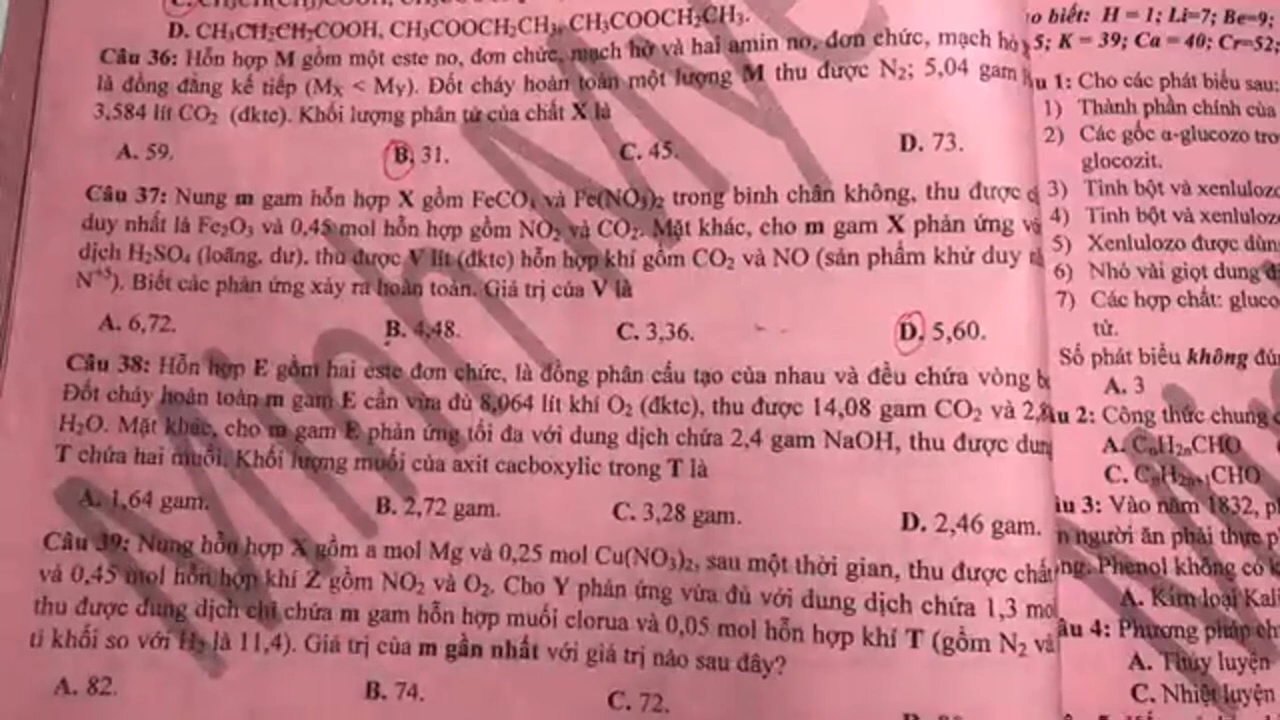 D. CH₃CH₂CH₂COOH, CH₃COOCH₂CH₃, CH₃COOCH₂CH₃.
Câu 36: Hỗn hợp M gồm một este no, đơn chức, mạch hở và hai amin no, đơn chức, mạch hở
là đồng đẳng kế tiếp (Mx < My). Đốt cháy hoàn toàn một lượng M thu được N₂; 5,04 gam
3,584 lít CO₂ (đktc). Khối lượng phân tử của chất X là
A. 59. B. 31. C. 45. D. 73.
Câu 37: Nung m gam hỗn hợp X gồm FeCO₃ và Fe(NO₃)₂ trong bình chân không, thu được
duy nhất là Fe₂O₃ và 0,45 mol hỗn hợp gồm NO₂ và CO₂. Mặt khác, cho m gam X phản ứng
dịch H₂SO₄ (loãng, dư), thu được V lít (đktc) hỗn hợp khí gồm CO₂ và NO (sản phẩm khử duy
N⁺⁵). Biết các phản ứng xảy ra hoàn toàn. Giá trị của V là
A. 6,72. B. 4,48. C. 3,36. D. 5,60.
Câu 38: Hỗn hợp E gồm hai este đơn chức, là đồng phân cấu tạo của nhau và đều chứa vòng
Đốt cháy hoàn toàn m gam E cần vừa đủ 8,064 lít khí O₂ (đktc), thu được 14,08 gam CO₂ và 2,8
H₂O. Mặt khác, cho m gam E phản ứng tối đa với dung dịch chứa 2,4 gam NaOH, thu được
T chứa hai muối. Khối lượng muối của axit cacboxylic trong T là
A. 1,64 gam. B. 2,72 gam. C. 3,28 gam. D. 2,46 gam.
Câu 39: Nung hỗn hợp X gồm a mol Mg và 0,25 mol Cu(NO₃)₂, sau một thời gian, thu được chất
và 0,45 mol hỗn hợp khí Z gồm NO₂ và O₂. Cho Y phản ứng vừa đủ với dung dịch chứa 1,3 mo
thu được dung dịch chỉ chứa m gam hỗn hợp muối clorua và 0,05 mol hỗn hợp khí T (gồm N₂ và
tỉ khối so với H₂ là 11,4). Giá trị của m gần nhất với giá trị nào sau đây?
A. 82. B. 74. C. 72.
o biết: H = 1; Li=7; Be=9;
5; K = 39; Ca = 40; Cr=52;
u 1: Cho các phát biểu sau:
1) Thành phần chính của
2) Các gốc α-glucozo tro
glocozit.
3) Tinh bột và xenlulozo
4) Tinh bột và xenluloz
5) Xenlulozo được dùn
6) Nhỏ vài giọt dung
7) Các hợp chất: gluco
tử.
Số phát biểu không đún
A. 3
âu 2: Công thức chung
A. CₙH₂ₙCHO
C. CₙH₂ₙ₊₁CHO
âu 3: Vào năm 1832, p
n người ăn phải thực p
ng. Phenol không có k
A. Kim loại Kali
âu 4: Phương pháp ch
A. Thủy luyện
C. Nhiệt luyện
Minh Mye